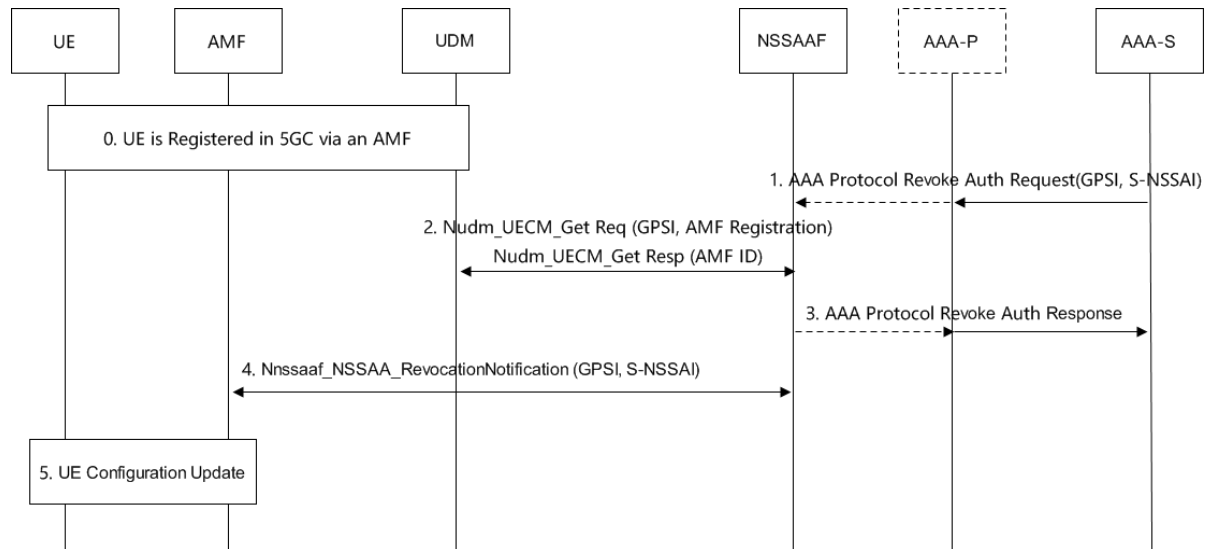 UE
AMF
UDM
NSSAAF
AAA-P
AAA-S
0. UE is Registered in 5GC via an AMF
1. AAA Protocol Revoke Auth Request(GPSI, S-NSSAI)
2. Nudm_UECM_Get Req (GPSI, AMF Registration)
Nudm_UECM_Get Resp (AMF ID)
3. AAA Protocol Revoke Auth Response
4. Nnssaaf_NSSAA_RevocationNotification (GPSI, S-NSSAI)
5. UE Configuration Update